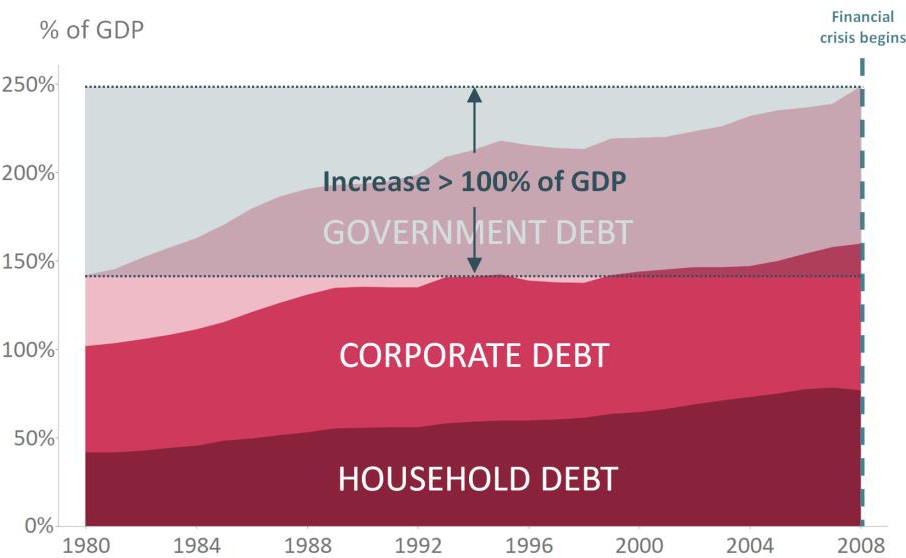 % of GDP
Financial
crisis begins
250%
200%
150%
100%
50%
0%
Increase > 100% of GDP
GOVERNMENT DEBT
CORPORATE DEBT
HOUSEHOLD DEBT
1980 1984 1988 1992 1996 2000 2004 2008